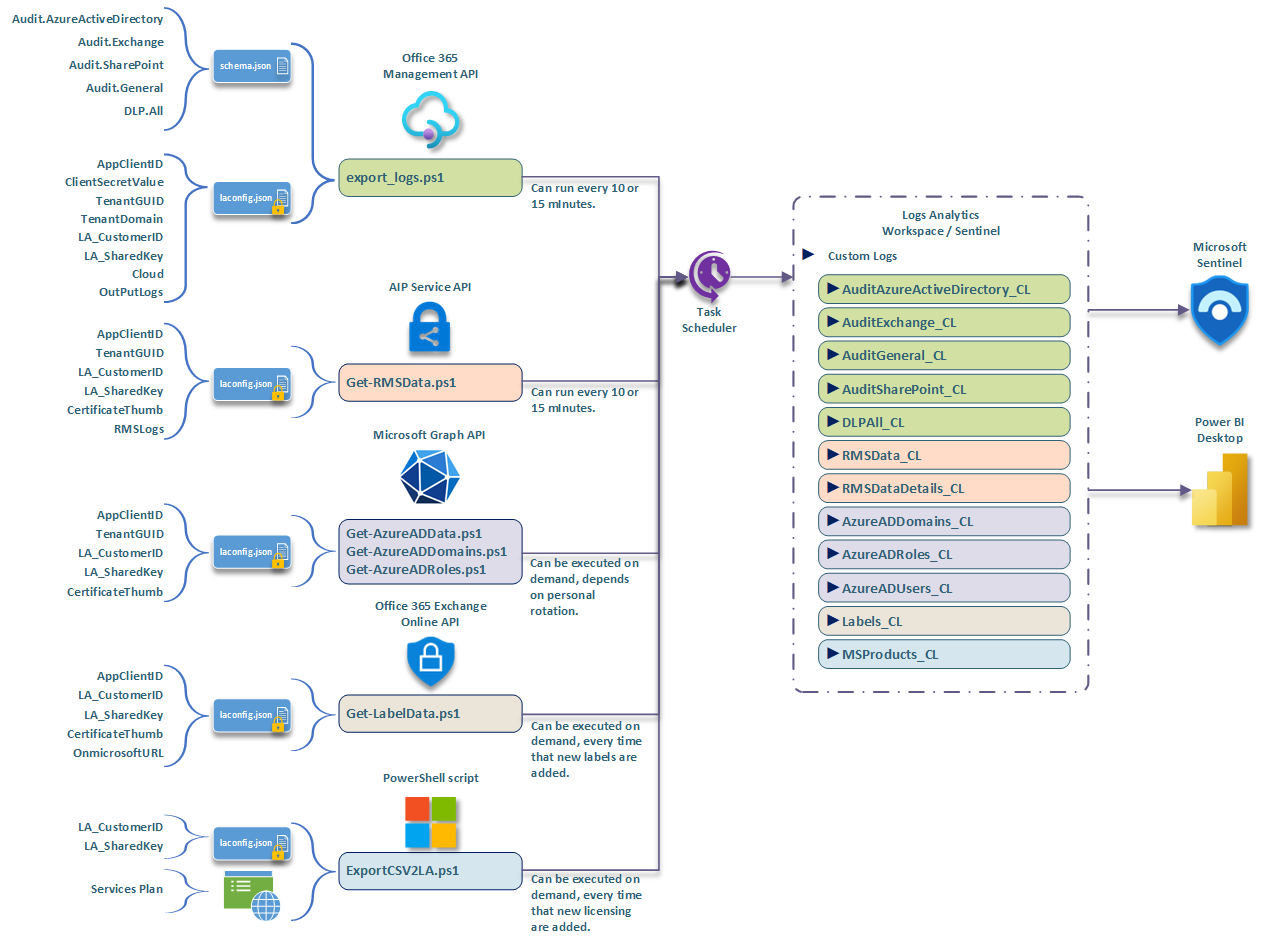 Audit.AzureActiveDirectory
Audit.Exchange
Audit.SharePoint
Audit.General
DLP.All
schema.json
Office 365
Management API
AppClientID
ClientSecretValue
TenantGUID
TenantDomain
LA_CustomerID
LA_SharedKey
Cloud
OutPutLogs
laconfig.json
export_logs.ps1
Can run every 10 or
15 minutes.
AIP Service API
AppClientID
TenantGUID
LA_CustomerID
LA_SharedKey
CertificateThumb
RMSLogs
laconfig.json
Get-RMSData.ps1
Can run every 10 or
15 minutes.
Microsoft Graph API
AppClientID
TenantGUID
LA_CustomerID
LA_SharedKey
CertificateThumb
laconfig.json
Get-AzureADData.ps1
Get-AzureADDomains.ps1
Get-AzureADRoles.ps1
Can be executed on
demand, depends
on personal
rotation.
Office 365 Exchange
Online API
AppClientID
LA_CustomerID
LA_SharedKey
CertificateThumb
OnmicrosoftURL
laconfig.json
Get-LabelData.ps1
Can be executed on
demand, every time
that new labels are
added.
PowerShell script
LA_CustomerID
LA_SharedKey
laconfig.json
Services Plan
ExportCSV2LA.ps1
Can be executed on
demand, every time
that new licensing
are added.
Task
Scheduler
Logs Analytics
Workspace / Sentinel
Custom Logs
AuditAzureActiveDirectory_CL
AuditExchange_CL
AuditGeneral_CL
AuditSharePoint_CL
DLPAll_CL
RMSData_CL
RMSDataDetails_CL
AzureADDomains_CL
AzureADRoles_CL
AzureADUsers_CL
Labels_CL
MSProducts_CL
Microsoft
Sentinel
Power BI
Desktop